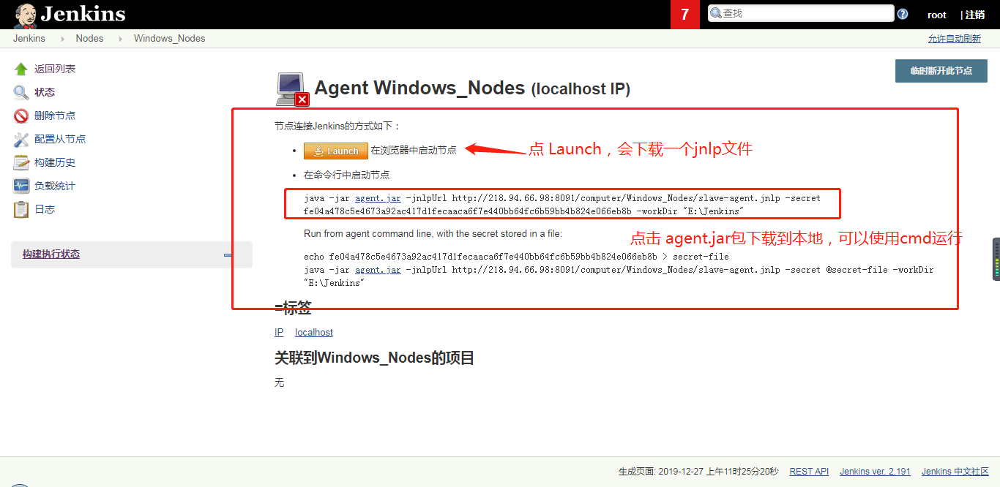 Jenkins
7
查找
root
| 注销
Jenkins
Nodes
Windows_Nodes
允许自动刷新
返回列表
状态
删除节点
配置从节点
构建历史
负载统计
日志
构建执行状态
临时断开此节点
Agent Windows_Nodes (localhost IP)
节点连接Jenkins的方式如下：
Launch 在浏览器中启动节点
点 Launch，会下载一个jnlp文件
在命令行中启动节点
java -jar agent.jar -jnlpUrl http://218.94.66.98:8091/computer/Windows_Nodes/slave-agent.jnlp -secret
fe04a478c5e4673a92ac417d1fecaaca6f7e440bb64fc6b59bb4b824e066eb8b -workDir "E:\Jenkins"
Run from agent command line, with the secret stored in a file:
点击 agent.jar包下载到本地，可以使用cmd运行
echo fe04a478c5e4673a92ac417d1fecaaca6f7e440bb64fc6b59bb4b824e066eb8b > secret-file
java -jar agent.jar -jnlpUrl http://218.94.66.98:8091/computer/Windows_Nodes/slave-agent.jnlp -secret @secret-file -workDir
"E:\Jenkins"
=标签
IP localhost
关联到Windows_Nodes的项目
无
生成页面: 2019-12-27 上午11时25分20秒 REST API Jenkins ver. 2.191 Jenkins 中文社区